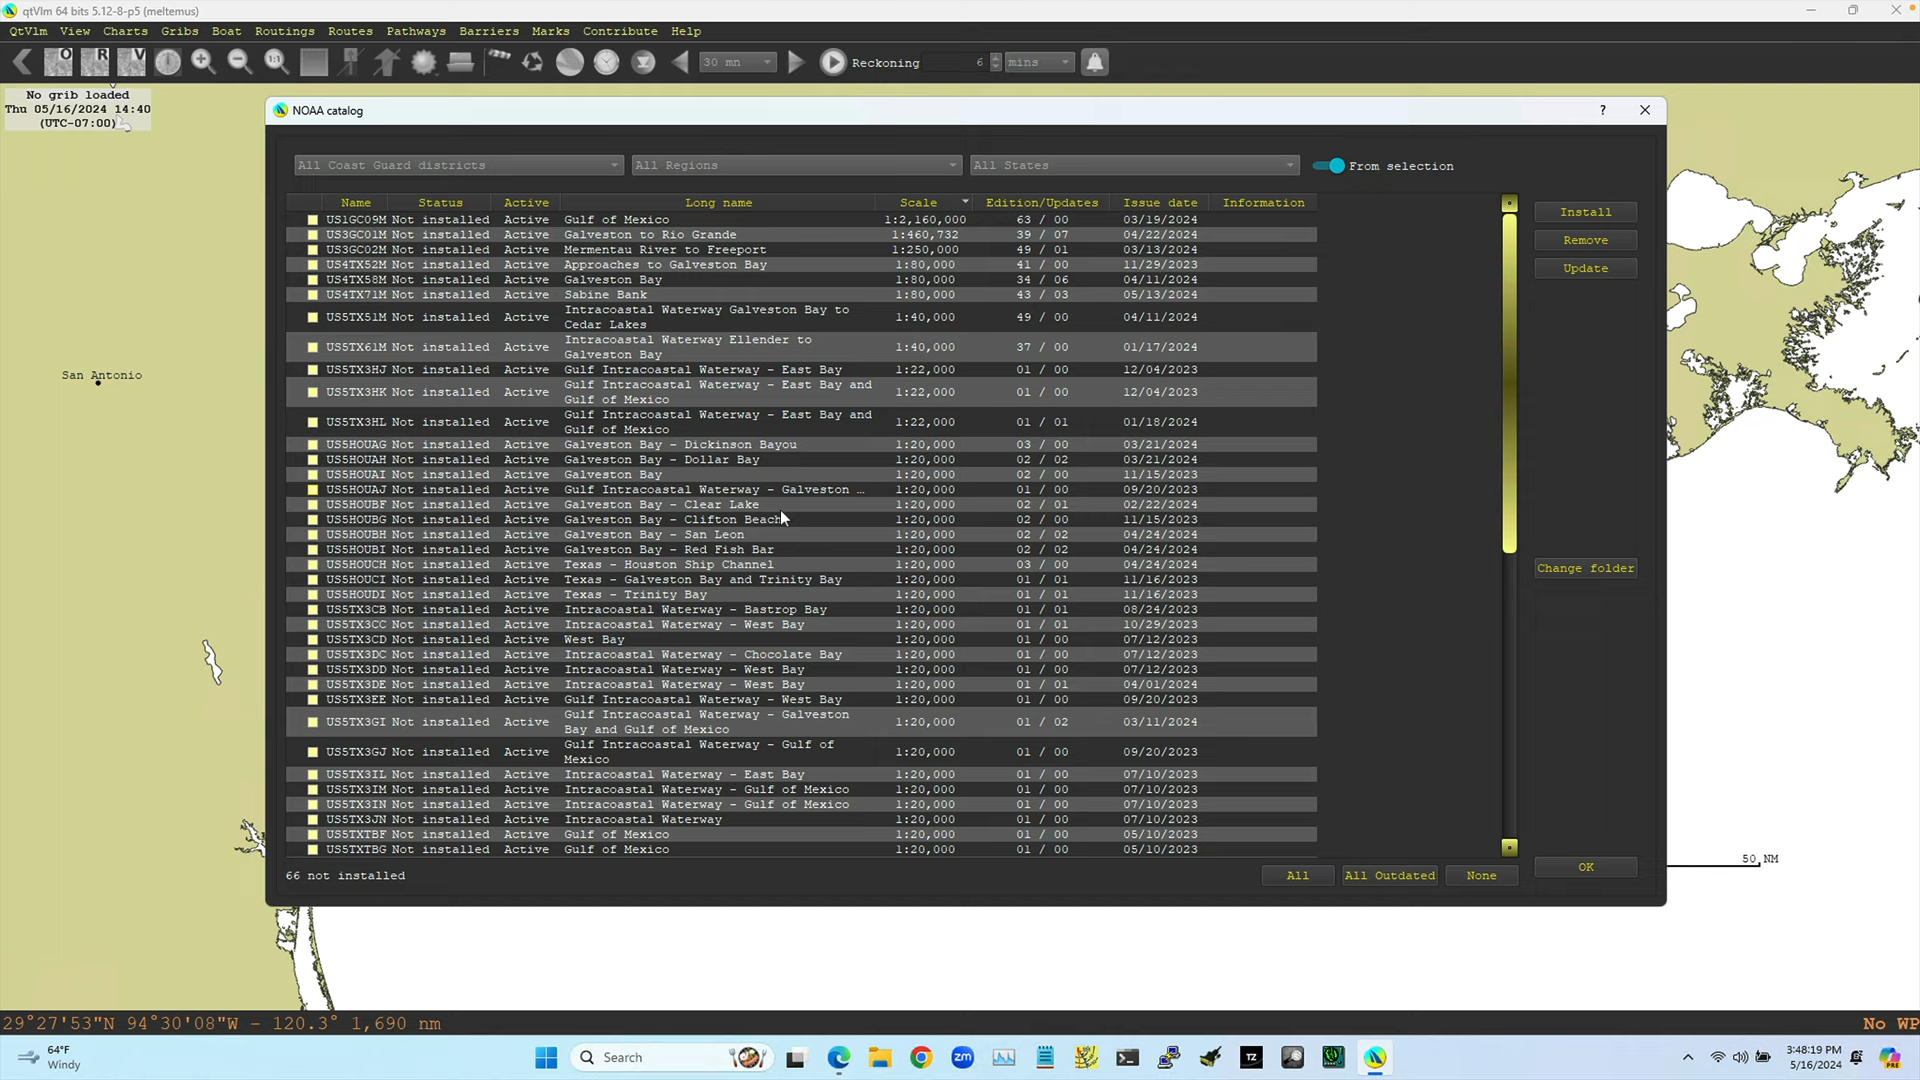 qtVlm 64 bits 5.12-8-p5 (meltemus)
QtVlm View Charts Gribs Boat Routings Routes Pathways Barriers Marks Contribute Help
O R V 1:1 30 mn Reckoning 6 mins
No grib loaded
Thu 05/16/2024 14:40
(UTC-07:00)
San Antonio
NOAA catalog ?
All Coast Guard districts All Regions All States From selection
Name Status Active Long name Scale Edition/Updates Issue date Information
US1GC09M Not installed Active Gulf of Mexico 1:2,160,000 63 / 00 03/19/2024
US3GC01M Not installed Active Galveston to Rio Grande 1:460,732 39 / 07 04/22/2024
US3GC02M Not installed Active Mermentau River to Freeport 1:250,000 49 / 01 03/13/2024
US4TX52M Not installed Active Approaches to Galveston Bay 1:80,000 41 / 00 11/29/2023
US4TX58M Not installed Active Galveston Bay 1:80,000 34 / 06 04/11/2024
US4TX71M Not installed Active Sabine Bank 1:80,000 43 / 03 05/13/2024
US5TX51M Not installed Active Intracoastal Waterway Galveston Bay to
Cedar Lakes 1:40,000 49 / 00 04/11/2024
US5TX61M Not installed Active Intracoastal Waterway Ellender to
Galveston Bay 1:40,000 37 / 00 01/17/2024
US5TX3HJ Not installed Active Gulf Intracoastal Waterway - East Bay 1:22,000 01 / 00 12/04/2023
US5TX3HK Not installed Active Gulf Intracoastal Waterway - East Bay and
Gulf of Mexico 1:22,000 01 / 00 12/04/2023
US5TX3HL Not installed Active Gulf Intracoastal Waterway - East Bay and
Gulf of Mexico 1:22,000 01 / 01 01/18/2024
US5HOUAG Not installed Active Galveston Bay - Dickinson Bayou 1:20,000 03 / 00 03/21/2024
US5HOUAH Not installed Active Galveston Bay - Dollar Bay 1:20,000 02 / 02 03/21/2024
US5HOUAI Not installed Active Galveston Bay 1:20,000 02 / 00 11/15/2023
US5HOUAJ Not installed Active Gulf Intracoastal Waterway - Galveston … 1:20,000 01 / 00 09/20/2023
US5HOUBF Not installed Active Galveston Bay - Clear Lake 1:20,000 02 / 01 02/22/2024
US5HOUBG Not installed Active Galveston Bay - Clifton Beach 1:20,000 02 / 00 11/15/2023
US5HOUBH Not installed Active Galveston Bay - San Leon 1:20,000 02 / 02 04/24/2024
US5HOUBI Not installed Active Galveston Bay - Red Fish Bar 1:20,000 02 / 02 04/24/2024
US5HOUCH Not installed Active Texas - Houston Ship Channel 1:20,000 03 / 00 04/24/2024
US5HOUCI Not installed Active Texas - Galveston Bay and Trinity Bay 1:20,000 01 / 01 11/16/2023
US5HOUDI Not installed Active Texas - Trinity Bay 1:20,000 01 / 01 11/16/2023
US5TX3CB Not installed Active Intracoastal Waterway - Bastrop Bay 1:20,000 01 / 01 08/24/2023
US5TX3CC Not installed Active Intracoastal Waterway - West Bay 1:20,000 01 / 01 10/29/2023
US5TX3CD Not installed Active West Bay 1:20,000 01 / 00 07/12/2023
US5TX3DC Not installed Active Intracoastal Waterway - Chocolate Bay 1:20,000 01 / 00 07/12/2023
US5TX3DD Not installed Active Intracoastal Waterway - West Bay 1:20,000 01 / 00 07/12/2023
US5TX3DE Not installed Active Intracoastal Waterway - West Bay 1:20,000 01 / 01 04/01/2024
US5TX3EE Not installed Active Gulf Intracoastal Waterway - West Bay 1:20,000 01 / 00 09/20/2023
US5TX3GI Not installed Active Gulf Intracoastal Waterway - Galveston
Bay and Gulf of Mexico 1:20,000 01 / 02 03/11/2024
US5TX3GJ Not installed Active Gulf Intracoastal Waterway - Gulf of
Mexico 1:20,000 01 / 00 09/20/2023
US5TX3IL Not installed Active Intracoastal Waterway - East Bay 1:20,000 01 / 00 07/10/2023
US5TX3IM Not installed Active Intracoastal Waterway - Gulf of Mexico 1:20,000 01 / 00 07/10/2023
US5TX3IN Not installed Active Intracoastal Waterway - Gulf of Mexico 1:20,000 01 / 00 07/10/2023
US5TX3JN Not installed Active Intracoastal Waterway 1:20,000 01 / 00 07/10/2023
US5TXTBF Not installed Active Gulf of Mexico 1:20,000 01 / 00 05/10/2023
US5TXTBG Not installed Active Gulf of Mexico 1:20,000 01 / 00 05/10/2023
Install
Remove
Update
Change folder
OK
66 not installed All All Outdated None
50 NM
29°27'53"N 94°30'08"W - 120.3° 1,690 nm No WP
64°F
Windy
Search
zm
TZ
3:48:19 PM
5/16/2024
PRE